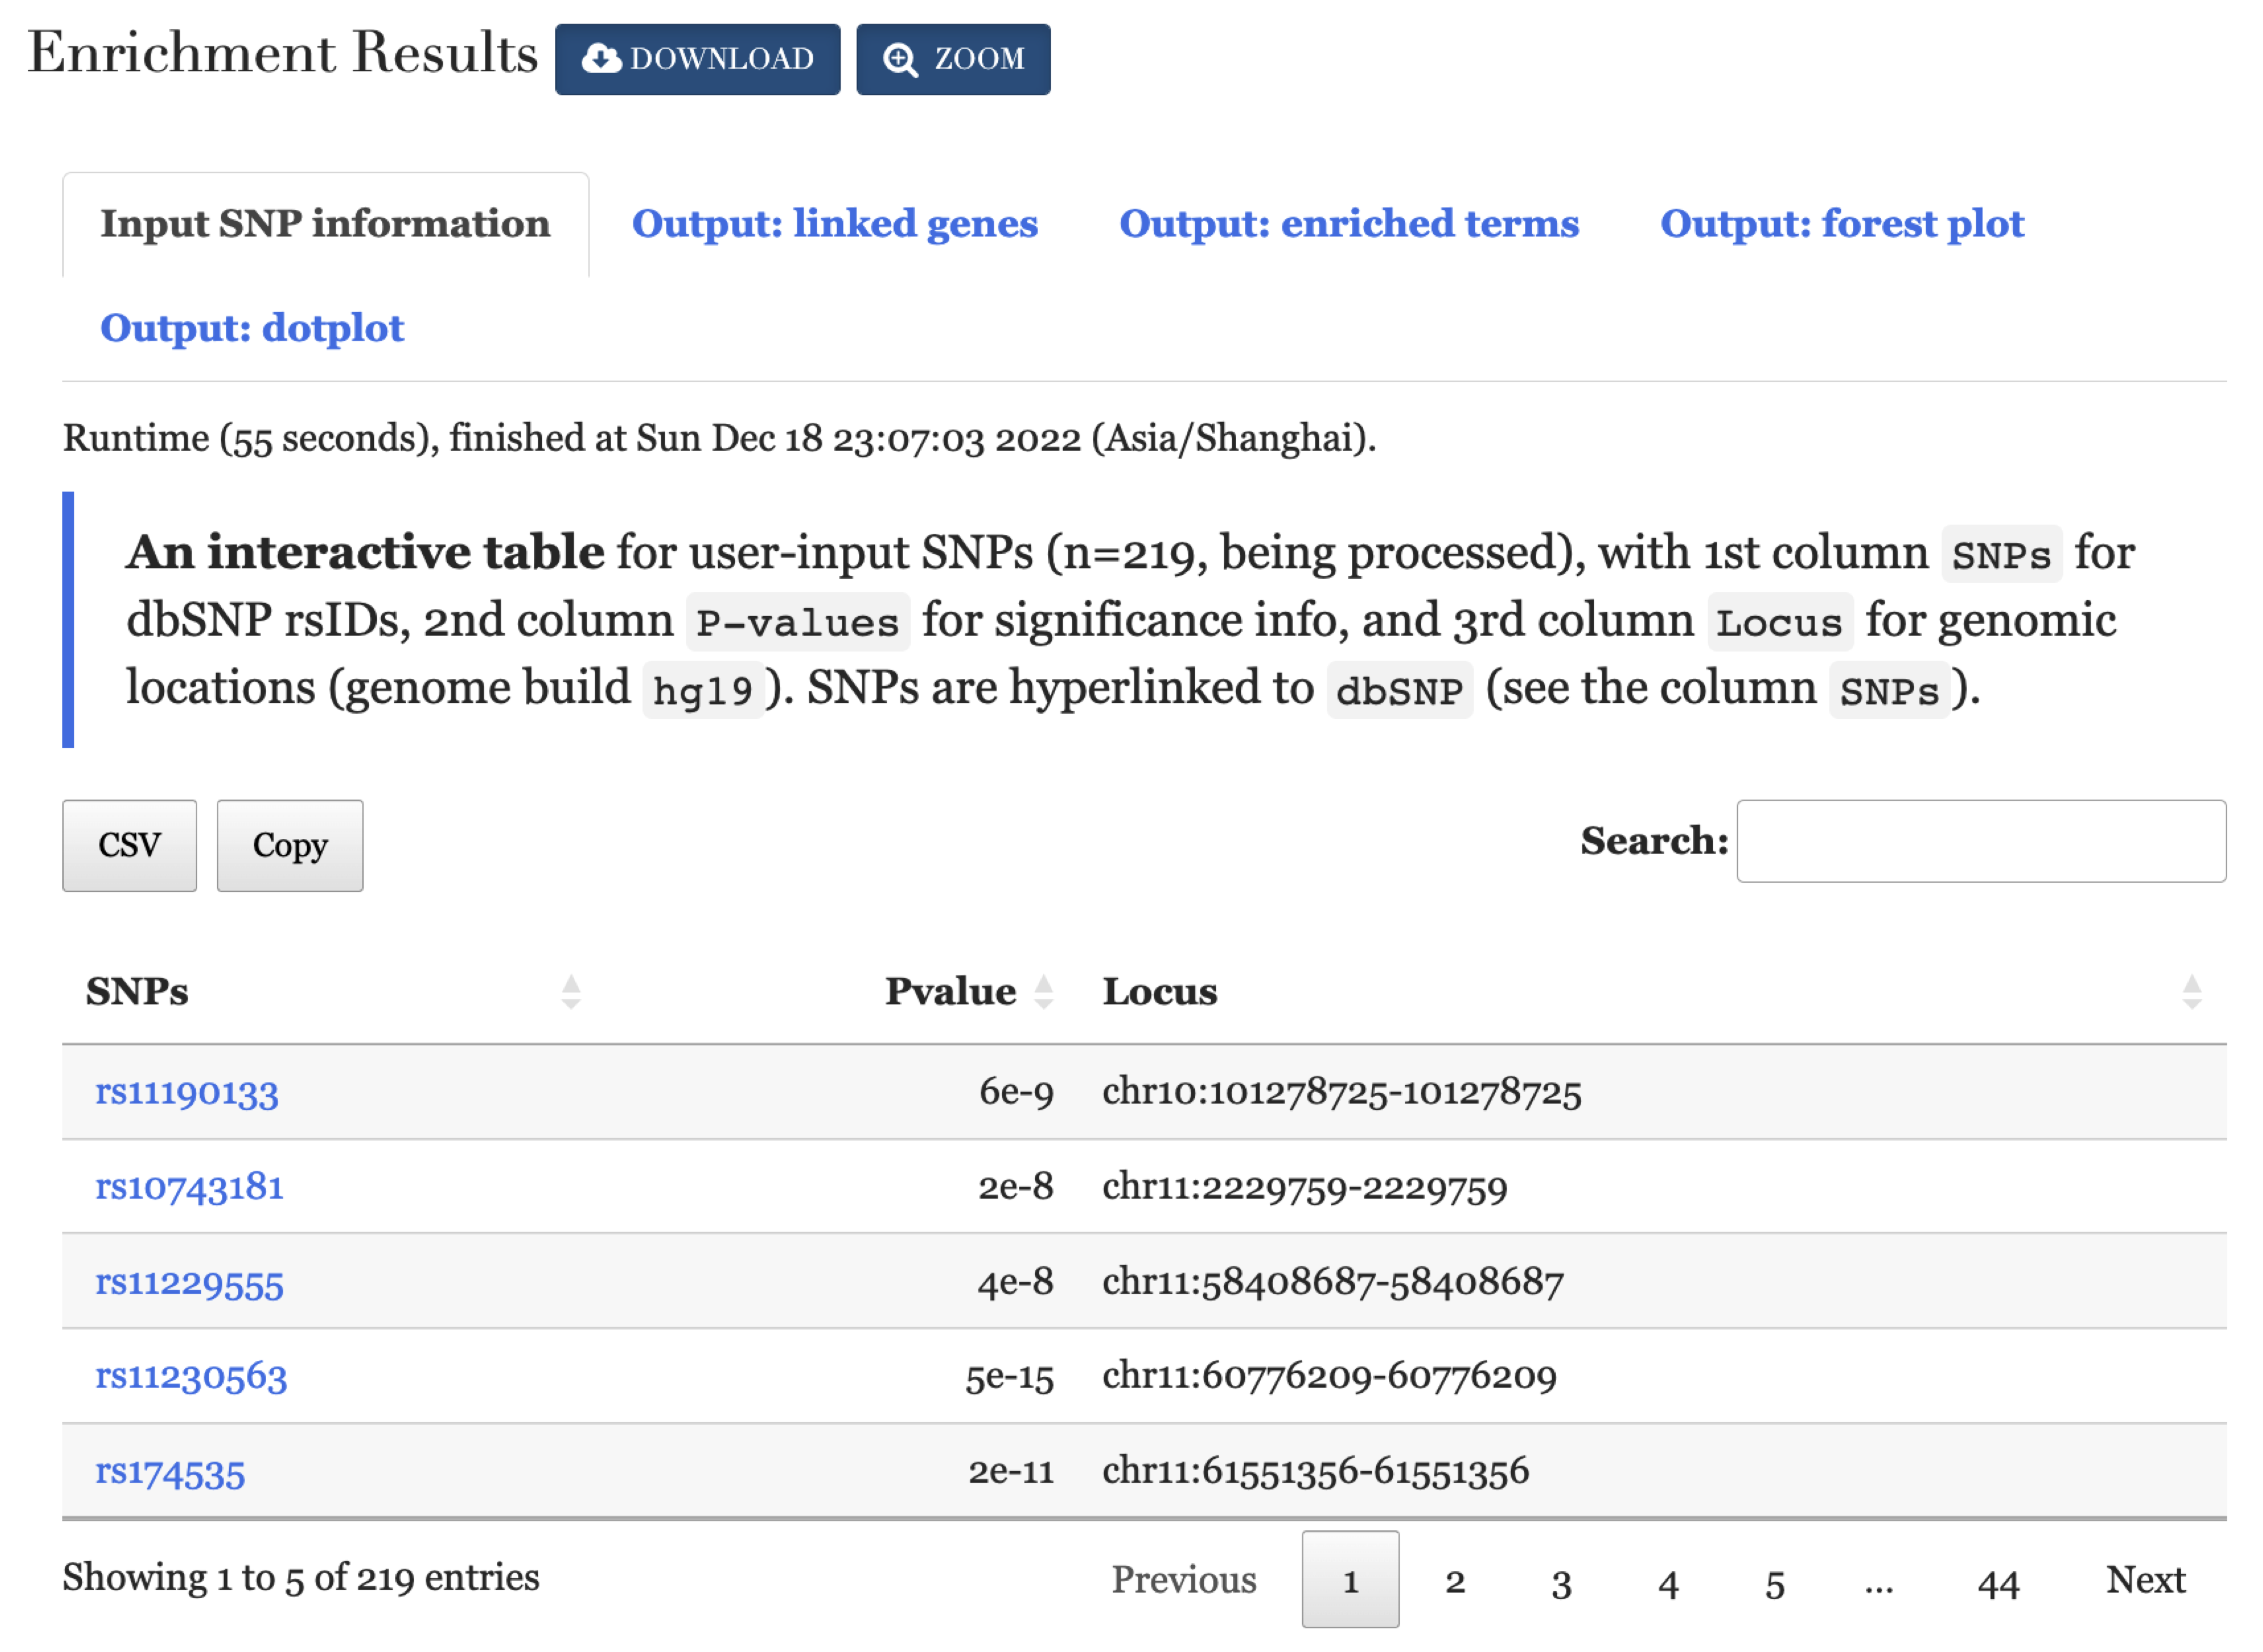 Enrichment Results DOWNLOAD ZOOM
Input SNP information Output: linked genes Output: enriched terms Output: forest plot
Output: dotplot
Runtime (55 seconds), finished at Sun Dec 18 23:07:03 2022 (Asia/Shanghai).
An interactive table for user-input SNPs (n=219, being processed), with 1st column SNPs for
dbSNP rsIDs, 2nd column P-values for significance info, and 3rd column Locus for genomic
locations (genome build hg19). SNPs are hyperlinked to dbSNP (see the column SNPs).
CSV Copy Search:
SNPs Pvalue Locus
rs11190133 6e-9 chr10:101278725-101278725
rs10743181 2e-8 chr11:2229759-2229759
rs11229555 4e-8 chr11:58408687-58408687
rs11230563 5e-15 chr11:60776209-60776209
rs174535 2e-11 chr11:61551356-61551356
Showing 1 to 5 of 219 entries Previous 1 2 3 4 5 ... 44 Next